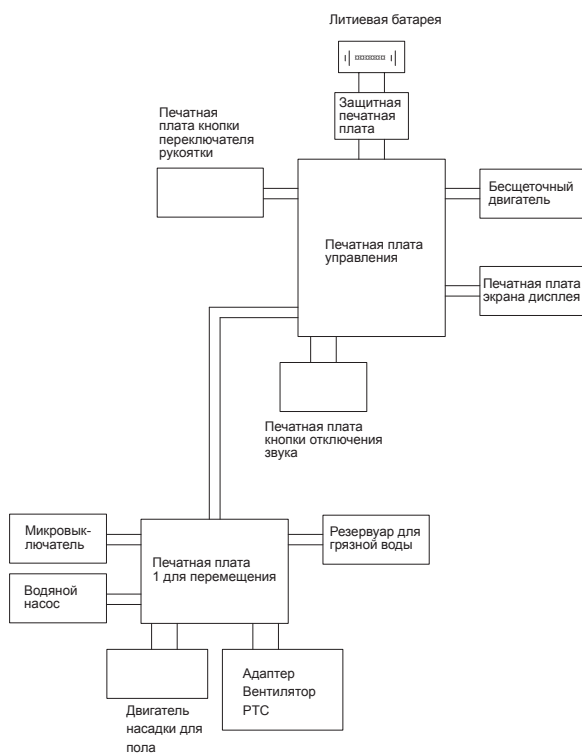 Литиевая батарея
Защитная
печатная
плата
Печатная
плата кнопки
переключателя
рукоятки
Бесщеточный
двигатель
Печатная плата
управления
Печатная плата
экрана дисплея
Печатная плата
кнопки отключения
звука
Микровык-
лючатель
Печатная плата
1 для перемещения
Резервуар для
грязной воды
Водяной
насос
Двигатель
насадки для
пола
Адаптер
Вентилятор
PTC